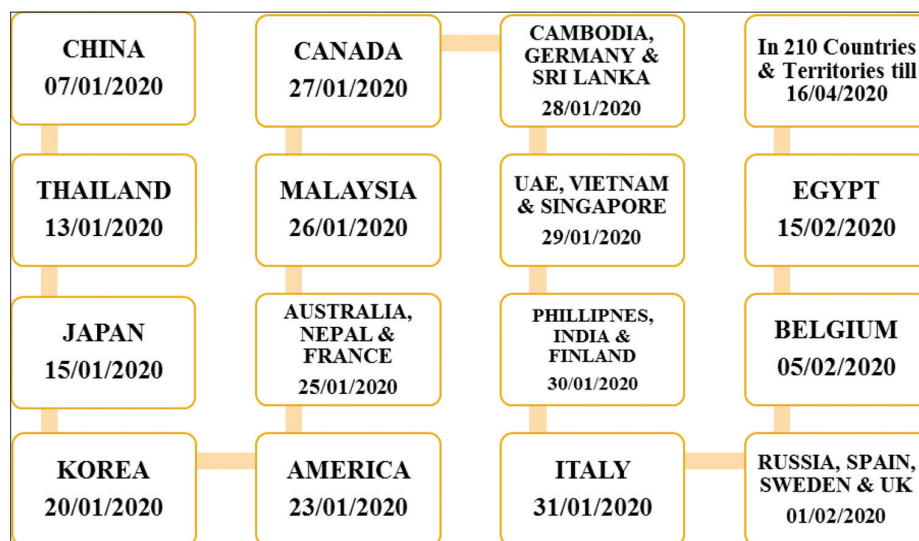 CHINA
07/01/2020
THAILAND
13/01/2020
JAPAN
15/01/2020
KOREA
20/01/2020
AMERICA
23/01/2020
AUSTRALIA,
NEPAL &
FRANCE
25/01/2020
MALAYSIA
26/01/2020
CANADA
27/01/2020
CAMBODIA,
GERMANY &
SRI LANKA
28/01/2020
UAE, VIETNAM
& SINGAPORE
29/01/2020
PHILLIPNES,
INDIA &
FINLAND
30/01/2020
ITALY
31/01/2020
RUSSIA, SPAIN,
SWEDEN & UK
01/02/2020
BELGIUM
05/02/2020
EGYPT
15/02/2020
In 210 Countries
& Territories till
16/04/2020